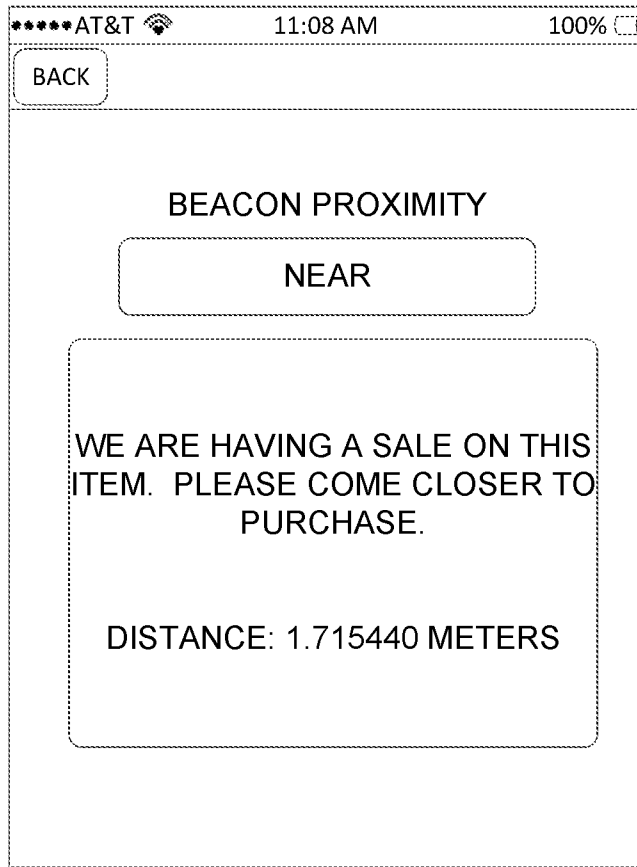 ●●●●●AT&T 11:08 AM 100%
BACK
BEACON PROXIMITY
NEAR
WE ARE HAVING A SALE ON THIS
ITEM.  PLEASE COME CLOSER TO
PURCHASE.
DISTANCE: 1.715440 METERS